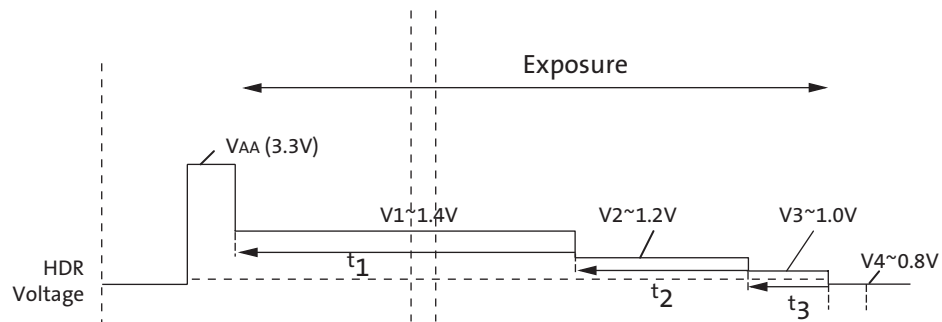 Exposure
VAA (3.3V)
V1~1.4V
V2~1.2V
V3~1.0V
V4~0.8V
HDR
Voltage
t1
t2
t3